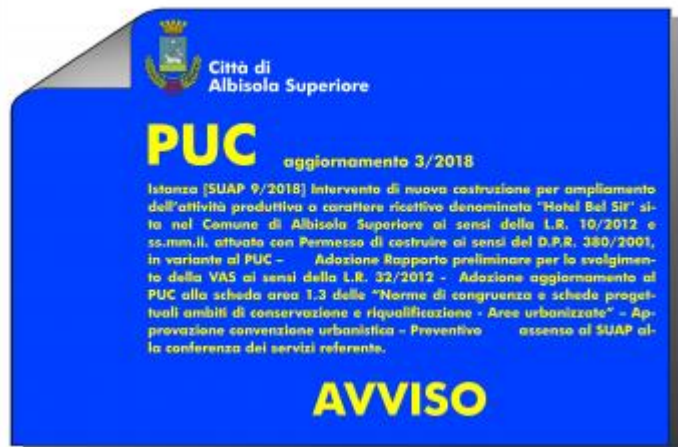 Città di
Albisola Superiore
PUC aggiornamento 3/2018
Istanza [SUAP 9/2018] Intervento di nuova costruzione per ampliamento
dell'attività produttiva a carattere ricettivo denominata "Hotel Bel Sit" si-
ta nel Comune di Albisola Superiore ai sensi della L.R. 10/2012 e
ss.mm.ii. attuato con Permesso di costruire ai sensi del D.P.R. 380/2001,
in variante al PUC – Adozione Rapporto preliminare per lo svolgimen-
to della VAS ai sensi della L.R. 32/2012 - Adozione aggiornamento al
PUC alla scheda area 1.3 delle "Norme di congruenza e schede proget-
tuali ambiti di conservazione e riqualificazione - Aree urbanizzate" – Ap-
provazione convenzione urbanistica – Preventivo assenso al SUAP al-
la conferenza dei servizi referente.
AVVISO